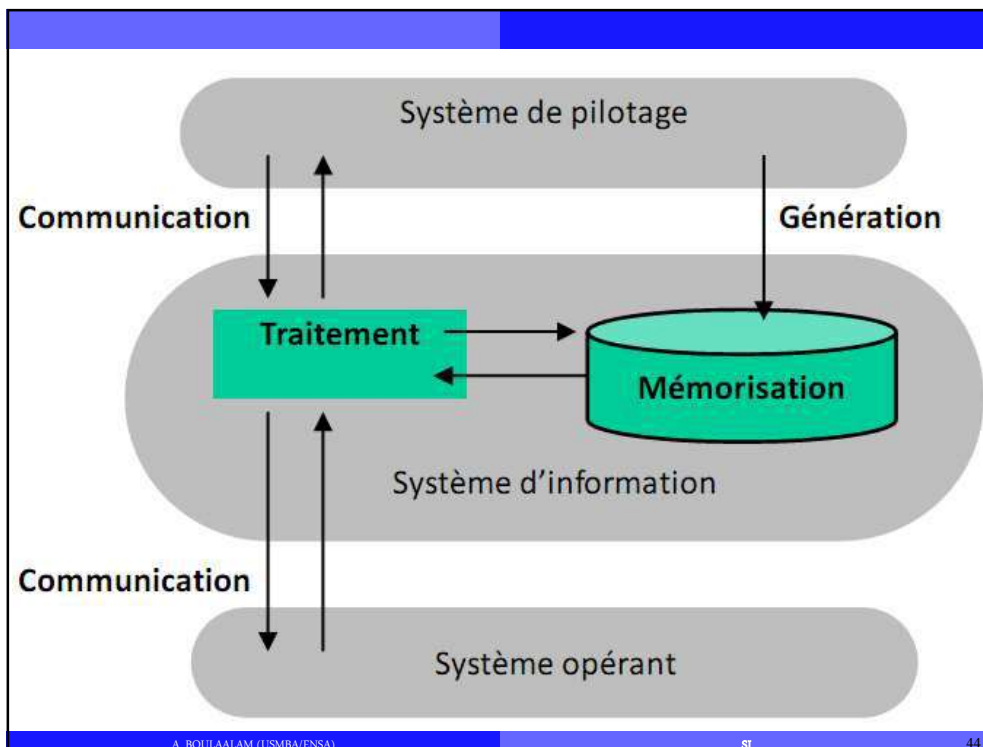 Système de pilotage
Communication
Génération
Traitement
Mémorisation
Système d’information
Communication
Système opérant
A. BOULAALAM (USMBA/ENSA)
SI
44